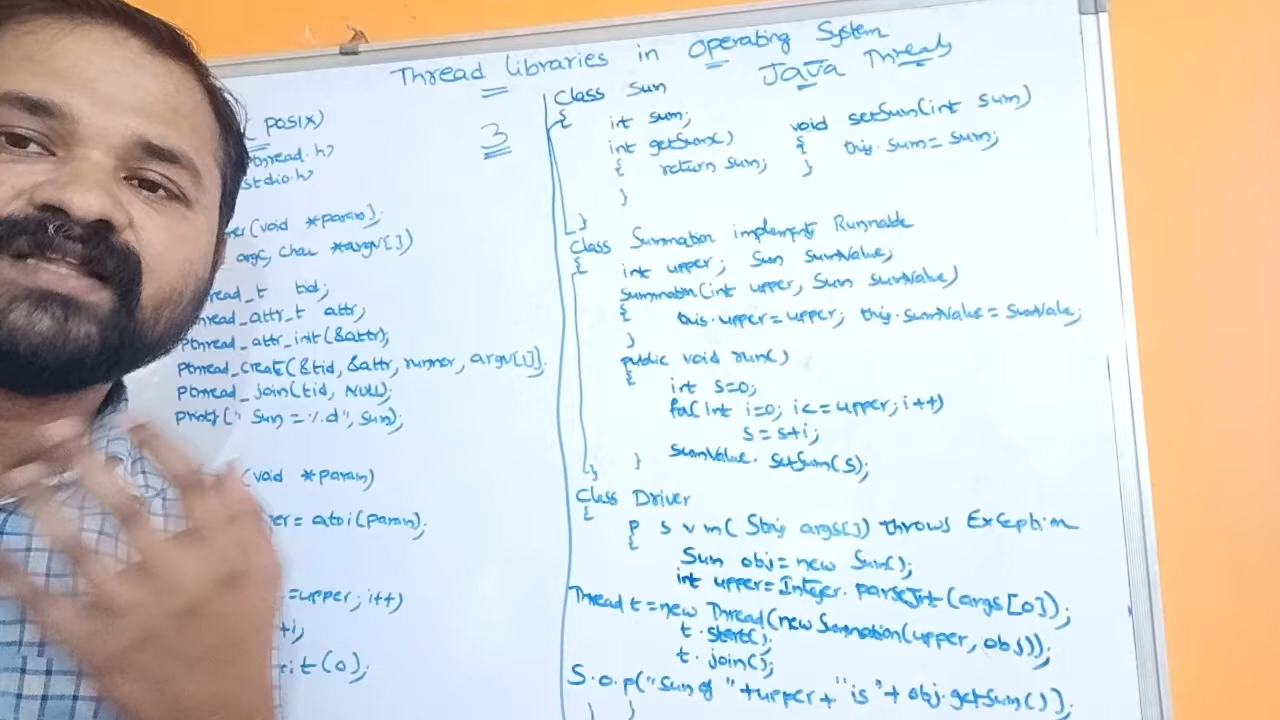 Thread Libraries in Operating System
3
Java Threads
( POSIX)
thread.h>
stdio.h>
ner(void *param);
argc, char *argv[])
read_t tid;
thread_attr_t attr;
pthread_attr_init(&attr);
pthread_create(&tid, &attr, runner, argv[1]);
pthread_join(tid, NULL);
printf(" Sum = %d", sum);
(void *param)
per = atoi(param);
=upper; i++)
+i;
xit(0);
class Sum
{
int sum;
int getSum()
{ return sum;
}
void setSum(int sum)
{ this.sum = sum;
}
}
class Summation implements Runnable
{
int upper; Sum sumValue;
Summation(int upper, Sum sumValue)
{ this.upper = upper; this.sumValue = sumValue;
}
public void run()
{
int s=0;
for(int i=0; i<=upper; i++)
s = s+i;
sumValue. setSum(s);
}
}
class Driver
{
P S V m( String args[]) throws Exception
{
Sum obj = new Sum();
int upper = Integer. parseInt (args[0]);
Thread t = new Thread(new Summation(upper, obj));
t. start();
t. join();
S.o.p("Sum of "+upper+ "is "+ obj.getSum());
} }